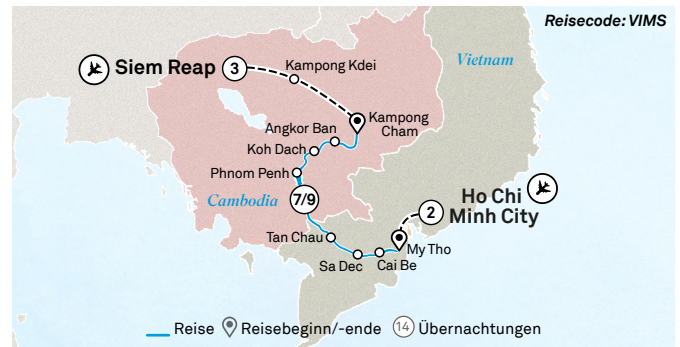 Reisecode: VIMS
Vietnam
Kampong Kdei
Siem Reap
3
Kampong
Cham
Angkor Ban
Koh Dach
Phnom Penh
Cambodia
7/9
Ho Chi
Minh City
2
Tan Chau
My Tho
Sa Dec
Cai Be
Reise
Reisebeginn/-ende
14
Übernachtungen